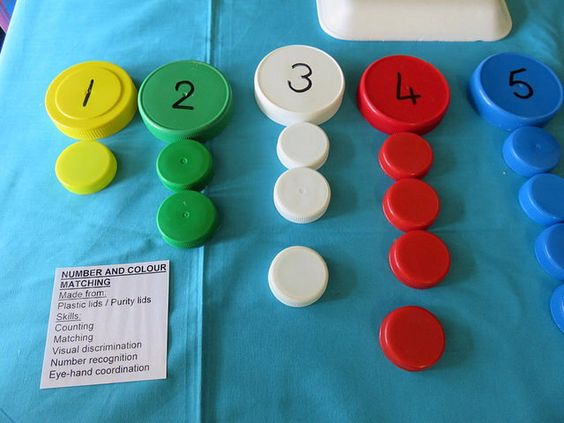 1 2 3 4 5
NUMBER AND COLOUR
MATCHING
Made from:
Plastic lids / Purity lids
Skills:
Counting
Matching
Visual discrimination
Number recognition
Eye-hand coordination